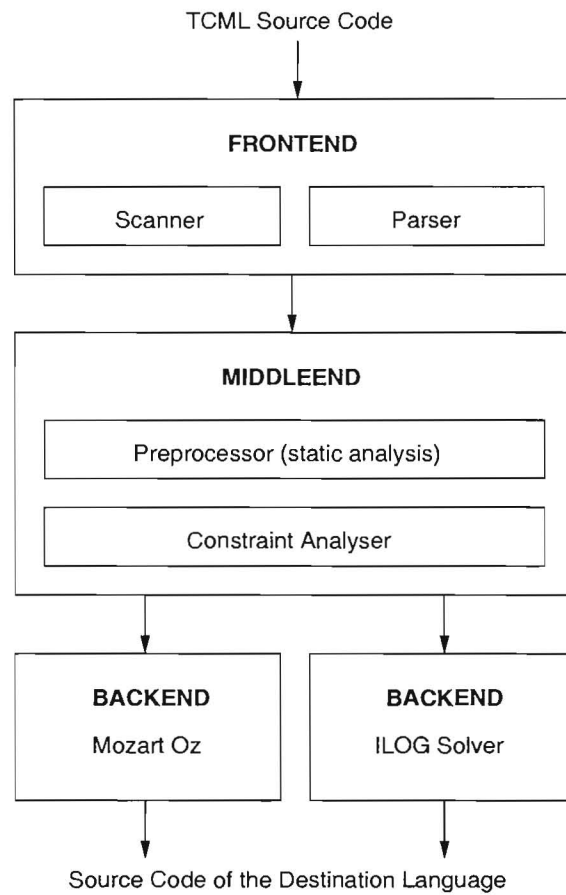 TCML Source Code
FRONTEND
Scanner
Parser
MIDDLEEND
Preprocessor (static analysis)
Constraint Analyser
BACKEND
Mozart Oz
BACKEND
ILOG Solver
Source Code of the Destination Language